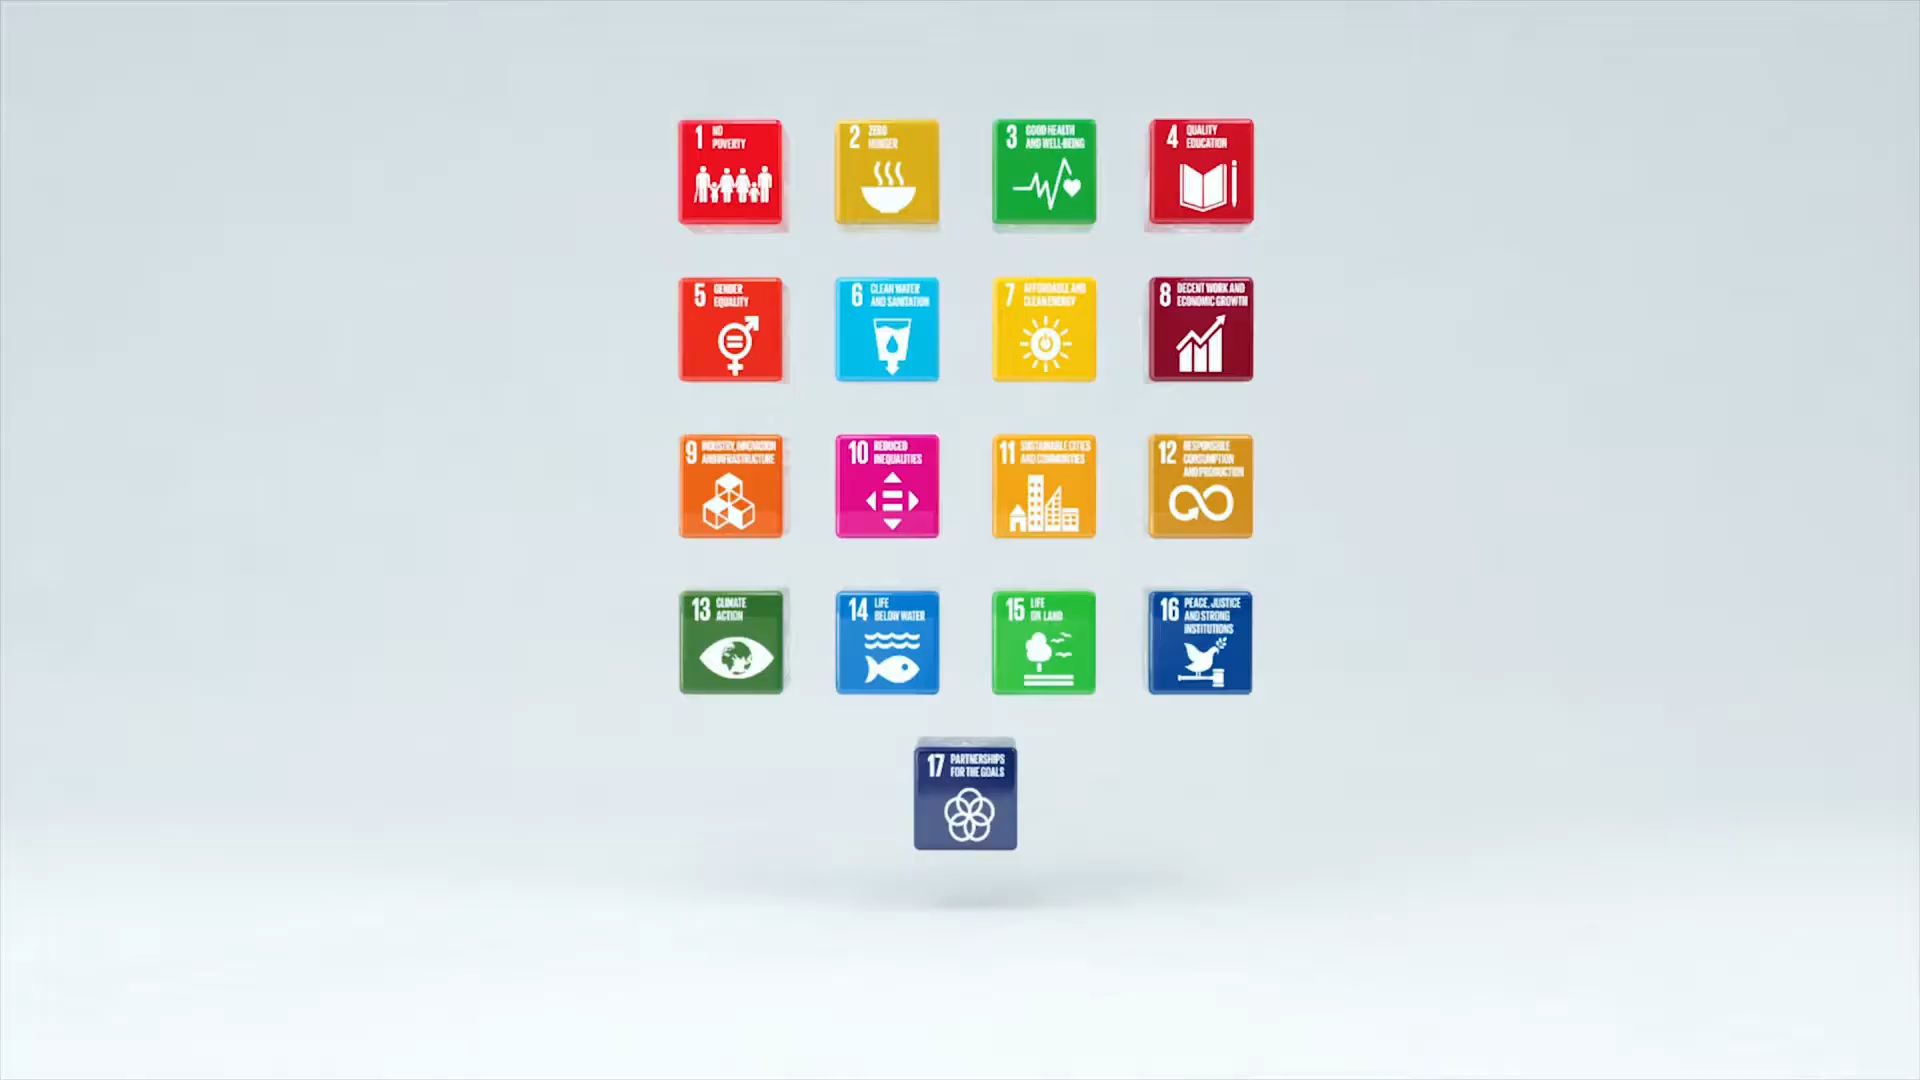 1 NO
POVERTY
2 ZERO
HUNGER
3 GOOD HEALTH
AND WELL-BEING
4 QUALITY
EDUCATION
5 GENDER
EQUALITY
6 CLEAN WATER
AND SANITATION
7 AFFORDABLE AND
CLEAN ENERGY
8 DECENT WORK AND
ECONOMIC GROWTH
9 INDUSTRY, INNOVATION
AND INFRASTRUCTURE
10 REDUCED
INEQUALITIES
11 SUSTAINABLE CITIES
AND COMMUNITIES
12 RESPONSIBLE
CONSUMPTION
AND PRODUCTION
13 CLIMATE
ACTION
14 LIFE
BELOW WATER
15 LIFE
ON LAND
16 PEACE, JUSTICE
AND STRONG
INSTITUTIONS
17 PARTNERSHIPS
FOR THE GOALS